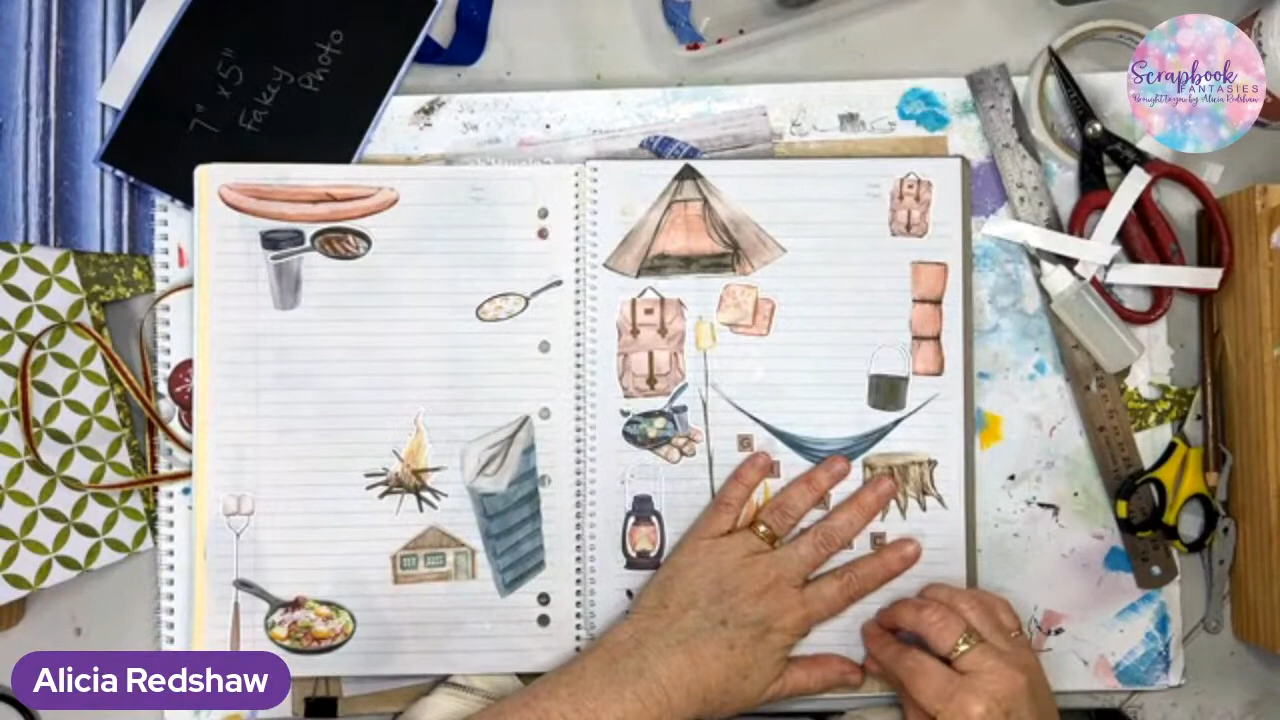 7" x 5"
Fakey
Photo
Scrapbook
FANTASIES
Brought to you by Alicia Redshaw
G
C
Alicia Redshaw